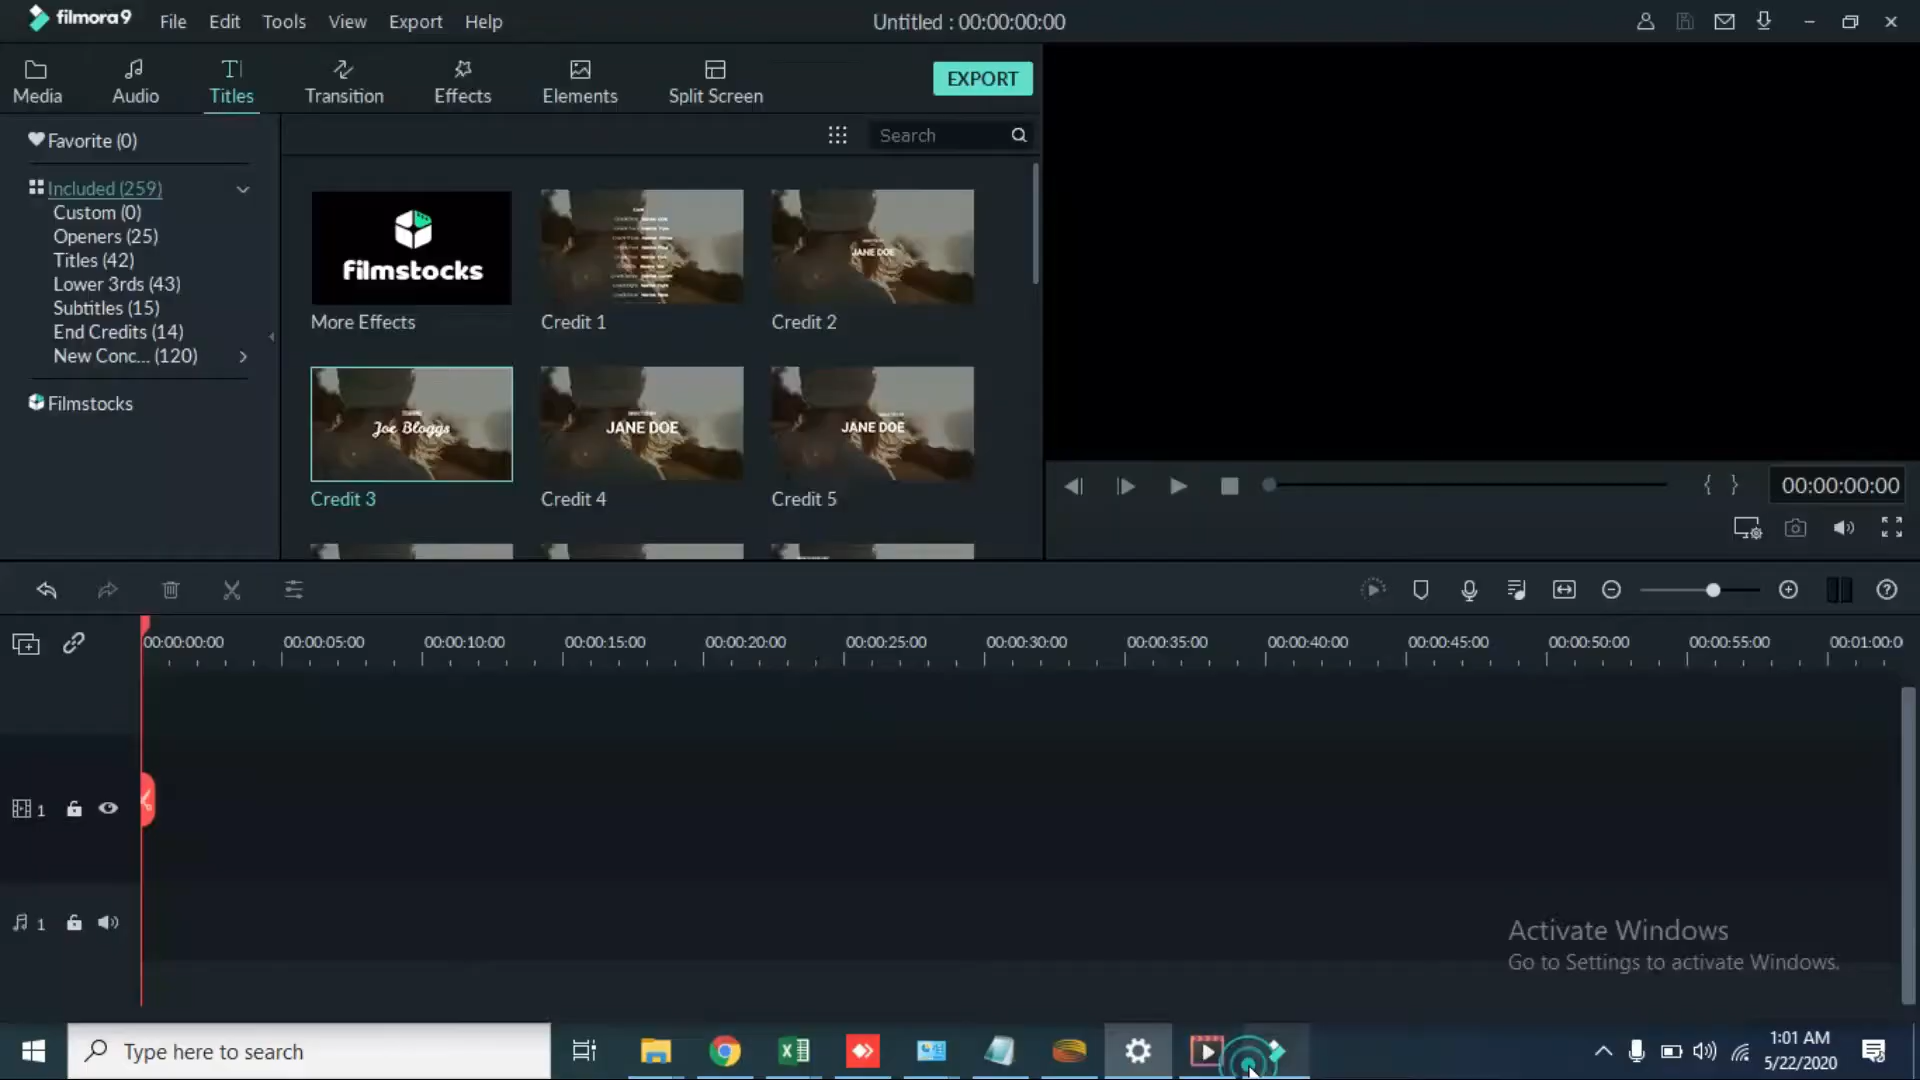 filmora9
File Edit Tools View Export Help
Untitled : 00:00:00:00
Media Audio Titles Transition Effects Elements Split Screen
EXPORT
Favorite (0)
Search
Included (259)
Custom (0)
Openers (25)
Titles (42)
Lower 3rds (43)
Subtitles (15)
End Credits (14)
New Conc... (120)
Filmstocks
filmstocks
JANE DOE
More Effects Credit 1 Credit 2
Joe Bloggs JANE DOE JANE DOE
Credit 3 Credit 4 Credit 5
00:00:00:00
00:00:00:00 00:00:05:00 00:00:10:00 00:00:15:00 00:00:20:00 00:00:25:00 00:00:30:00 00:00:35:00 00:00:40:00 00:00:45:00 00:00:50:00 00:00:55:00 00:01:00:0
1
1
Activate Windows
Go to Settings to activate Windows.
Type here to search
1:01 AM
5/22/2020